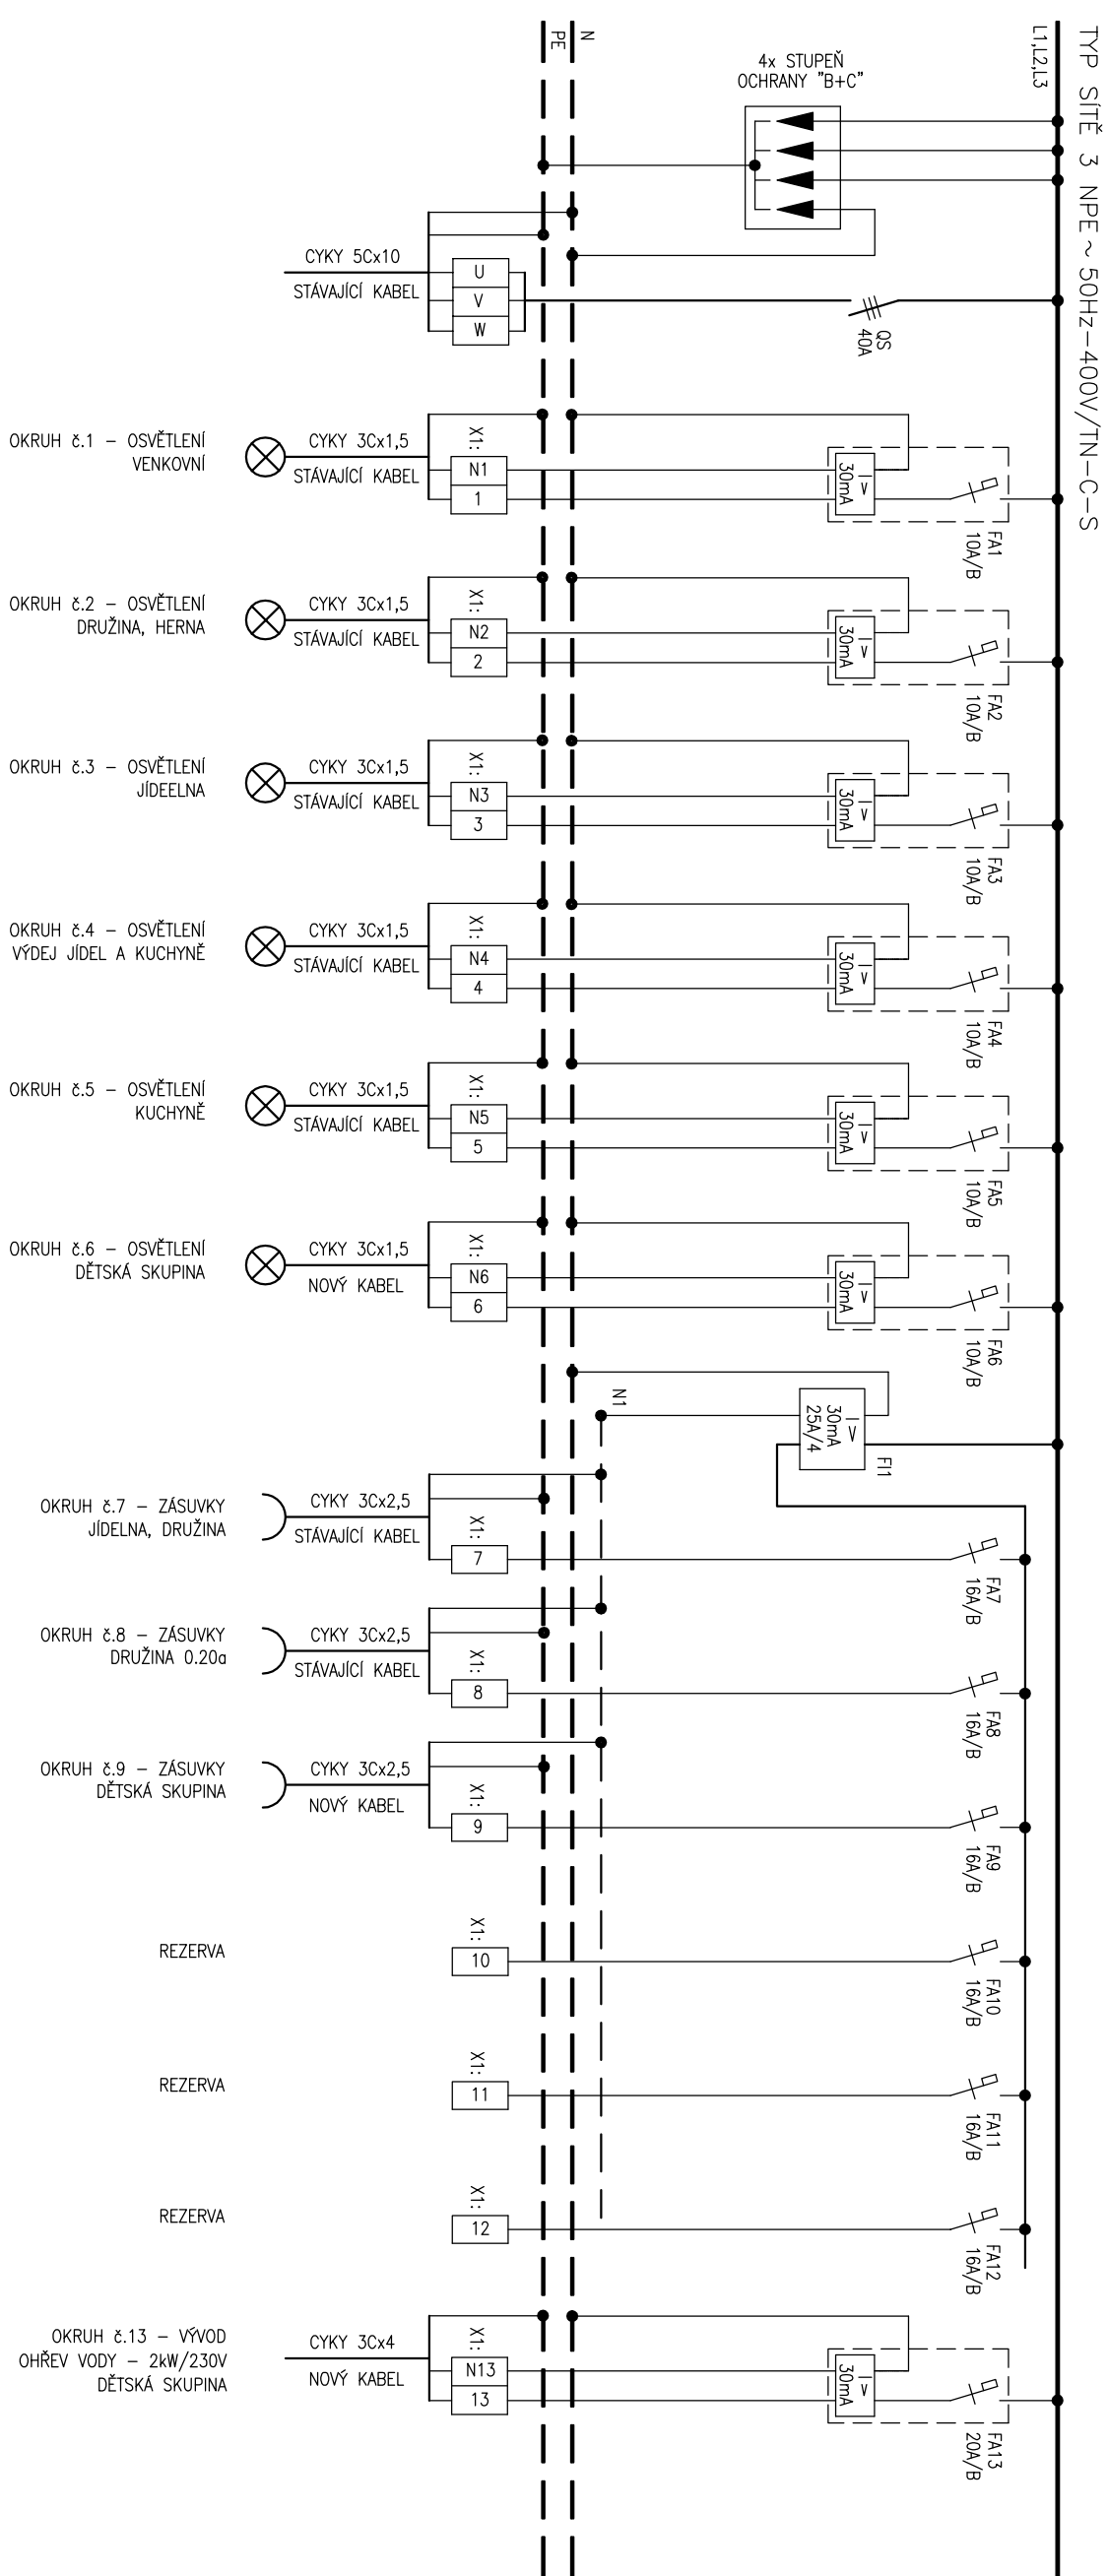 TYP SÍTĚ 3 NPE ~ 50Hz-400V/TN-C-S
L1,L2,L3
N
PE
4x STUPEŇ
OCHRANY "B+C"
CYKY 5Cx10
STÁVAJÍCÍ KABEL
U
V
W
QS
40A
OKRUH č.1 - OSVĚTLENÍ
VENKOVNÍ
CYKY 3Cx1,5
STÁVAJÍCÍ KABEL
X1:
N1
1
I>
30mA
FA1
10A/B
OKRUH č.2 - OSVĚTLENÍ
DRUŽINA, HERNA
CYKY 3Cx1,5
STÁVAJÍCÍ KABEL
X1:
N2
2
I>
30mA
FA2
10A/B
OKRUH č.3 - OSVĚTLENÍ
JÍDEELNA
CYKY 3Cx1,5
STÁVAJÍCÍ KABEL
X1:
N3
3
I>
30mA
FA3
10A/B
OKRUH č.4 - OSVĚTLENÍ
VÝDEJ JÍDEL A KUCHYNĚ
CYKY 3Cx1,5
STÁVAJÍCÍ KABEL
X1:
N4
4
I>
30mA
FA4
10A/B
OKRUH č.5 - OSVĚTLENÍ
KUCHYNĚ
CYKY 3Cx1,5
STÁVAJÍCÍ KABEL
X1:
N5
5
I>
30mA
FA5
10A/B
OKRUH č.6 - OSVĚTLENÍ
DĚTSKÁ SKUPINA
CYKY 3Cx1,5
NOVÝ KABEL
X1:
N6
6
I>
30mA
FA6
10A/B
N1
I>
30mA
25A/4
FI1
OKRUH č.7 - ZÁSUVKY
JÍDELNA, DRUŽINA
CYKY 3Cx2,5
STÁVAJÍCÍ KABEL
X1:
7
FA7
16A/B
OKRUH č.8 - ZÁSUVKY
DRUŽINA 0.20a
CYKY 3Cx2,5
STÁVAJÍCÍ KABEL
X1:
8
FA8
16A/B
OKRUH č.9 - ZÁSUVKY
DĚTSKÁ SKUPINA
CYKY 3Cx2,5
NOVÝ KABEL
X1:
9
FA9
16A/B
REZERVA
X1:
10
FA10
16A/B
REZERVA
X1:
11
FA11
16A/B
REZERVA
X1:
12
FA12
16A/B
OKRUH č.13 - VÝVOD
OHŘEV VODY - 2kW/230V
DĚTSKÁ SKUPINA
CYKY 3Cx4
NOVÝ KABEL
X1:
N13
13
I>
30mA
FA13
20A/B